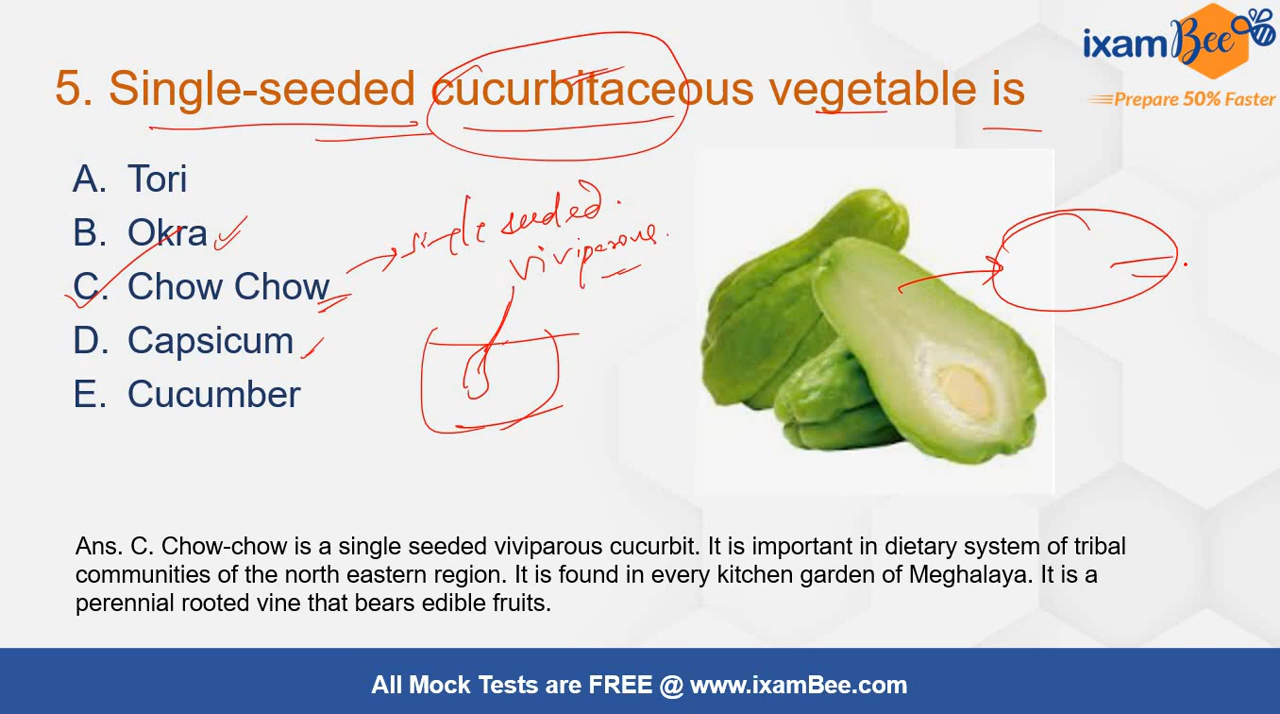 ixamBee
Prepare 50% Faster
5. Single-seeded cucurbitaceous vegetable is
A. Tori
B. Okra
C. Chow Chow
D. Capsicum
E. Cucumber
single seeded.
viviparous.
Ans. C. Chow-chow is a single seeded viviparous cucurbit. It is important in dietary system of tribal
communities of the north eastern region. It is found in every kitchen garden of Meghalaya. It is a
perennial rooted vine that bears edible fruits.
All Mock Tests are FREE @ www.ixamBee.com